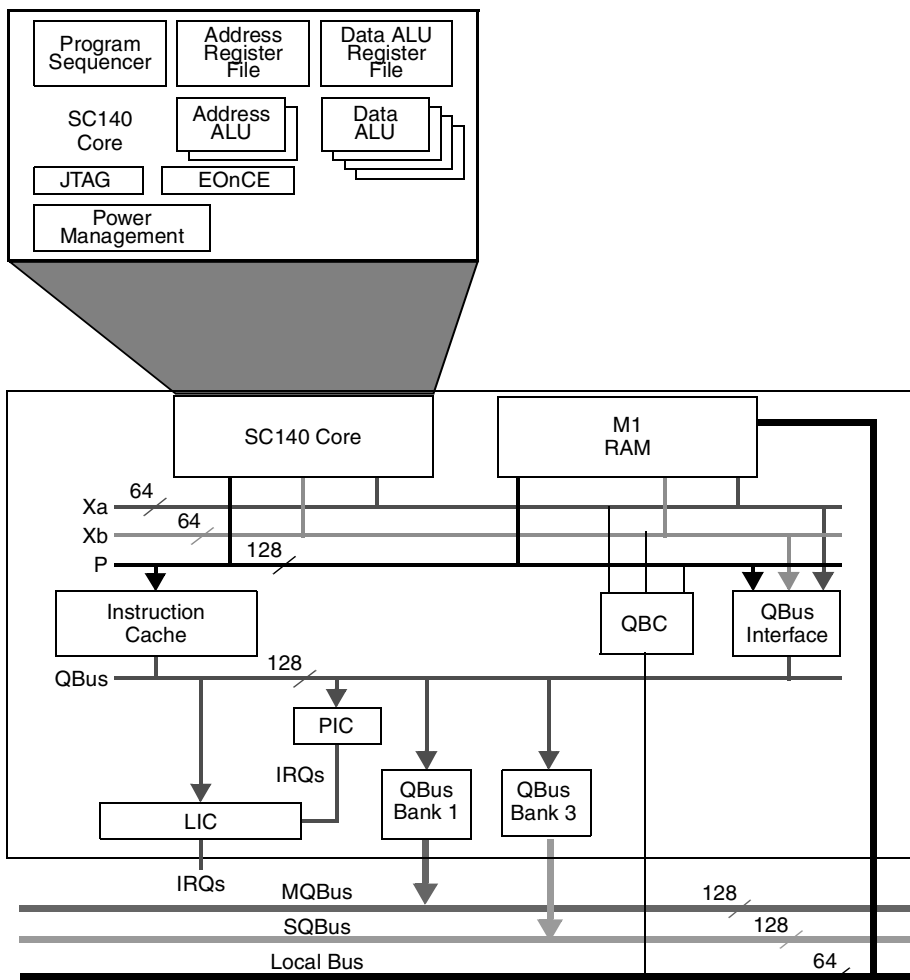 Program
Sequencer
Address
Register
File
Data ALU
Register
File
SC140
Core
Address
ALU
Data
ALU
JTAG
EOnCE
Power
Management
SC140 Core
M1
RAM
64
Xa
64
Xb
128
P
Instruction
Cache
QBC
QBus
Interface
128
QBus
PIC
IRQs
QBus
Bank 1
QBus
Bank 3
LIC
IRQs
MQBus
128
SQBus
128
Local Bus
64